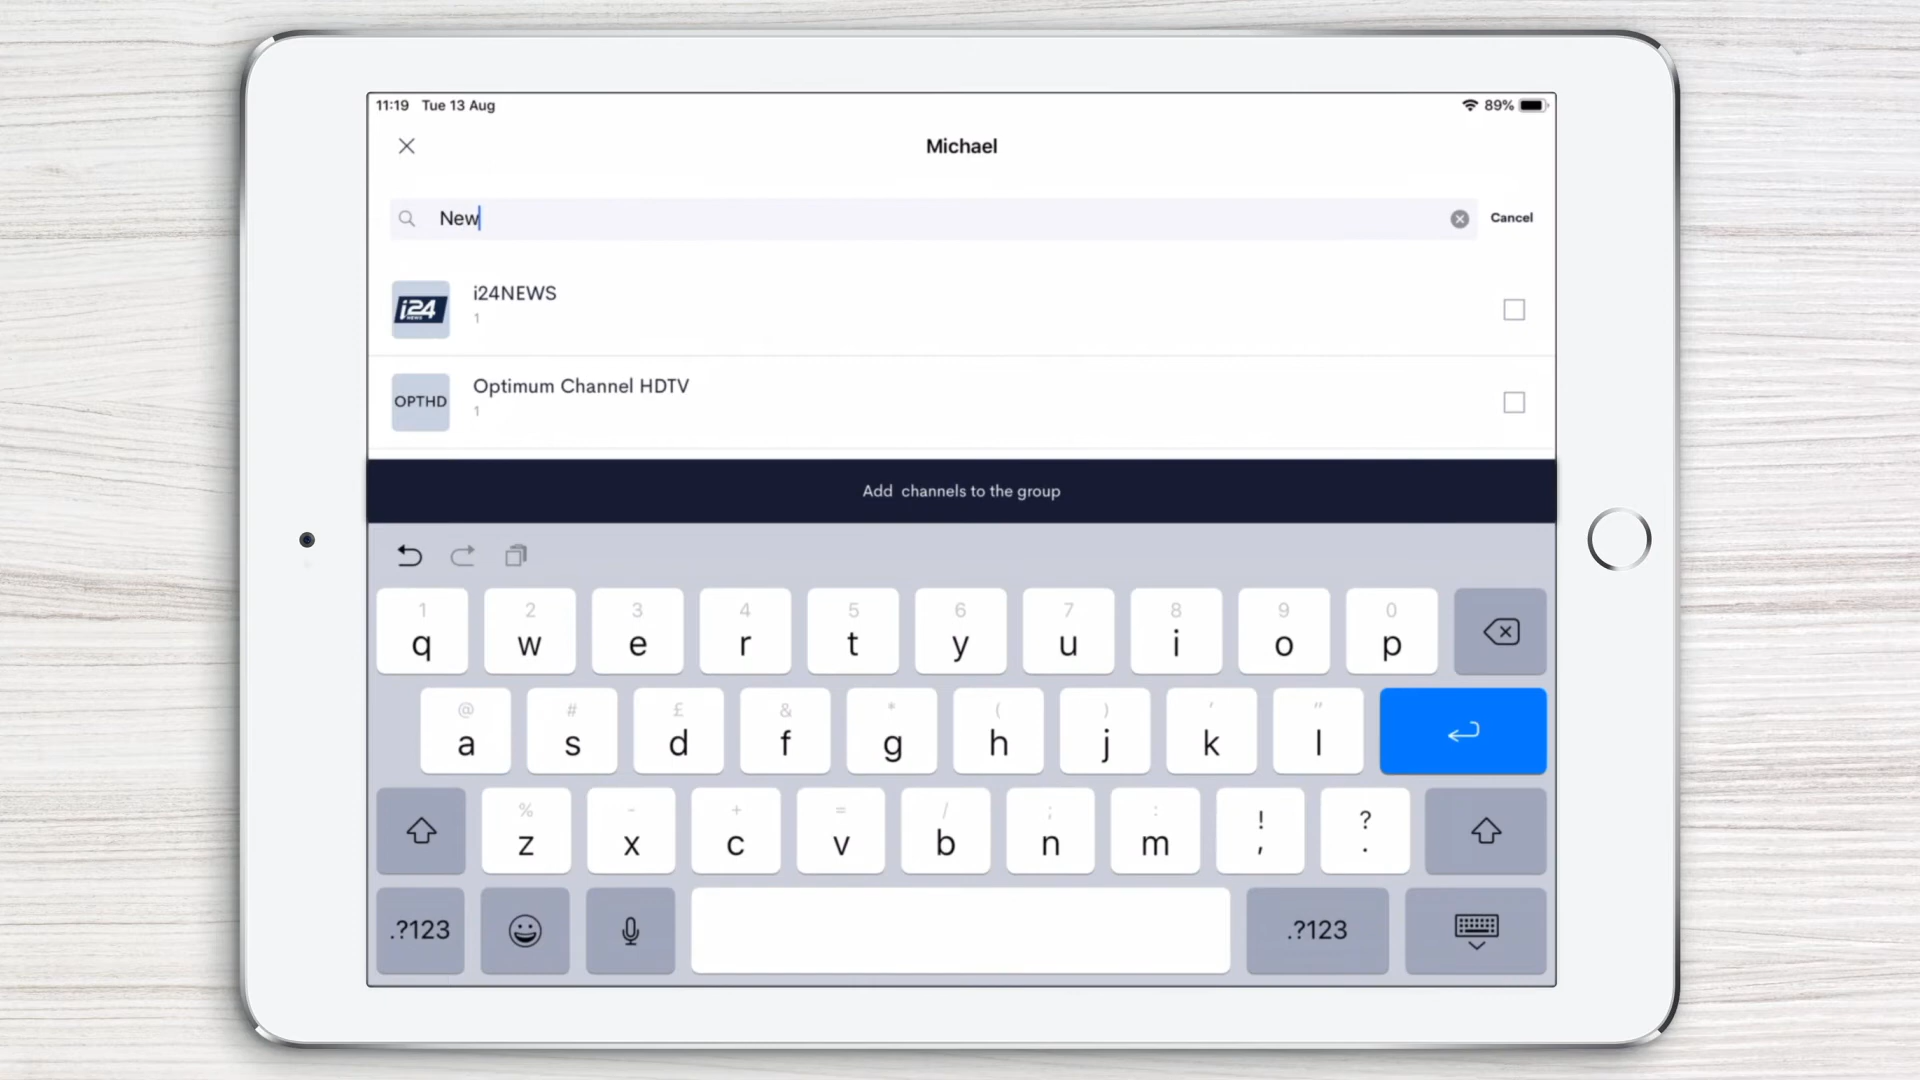 11:19 Tue 13 Aug 89%
Michael
New Cancel
i24NEWS
1
i24
NEWS
Optimum Channel HDTV
1
OPTHD
Add channels to the group
1 2 3 4 5 6 7 8 9 0
q w e r t y u i o p
@ # £ & * ( ) ' "
a s d f g h j k l
% - + = / ; : ! ?
z x c v b n m , .
.?123 .?123